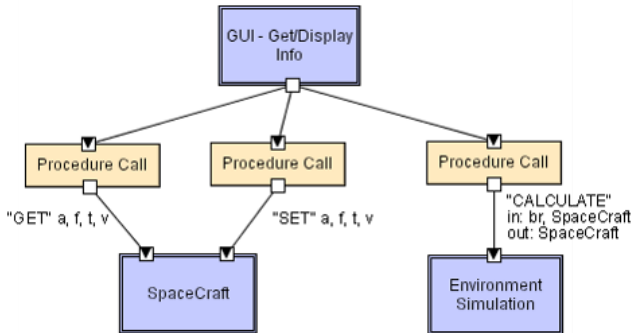 GUI - Get/Display
Info
Procedure Call
Procedure Call
Procedure Call
"GET" a, f, t, v
"SET" a, f, t, v
"CALCULATE"
in: br, SpaceCraft
out: SpaceCraft
SpaceCraft
Environment
Simulation